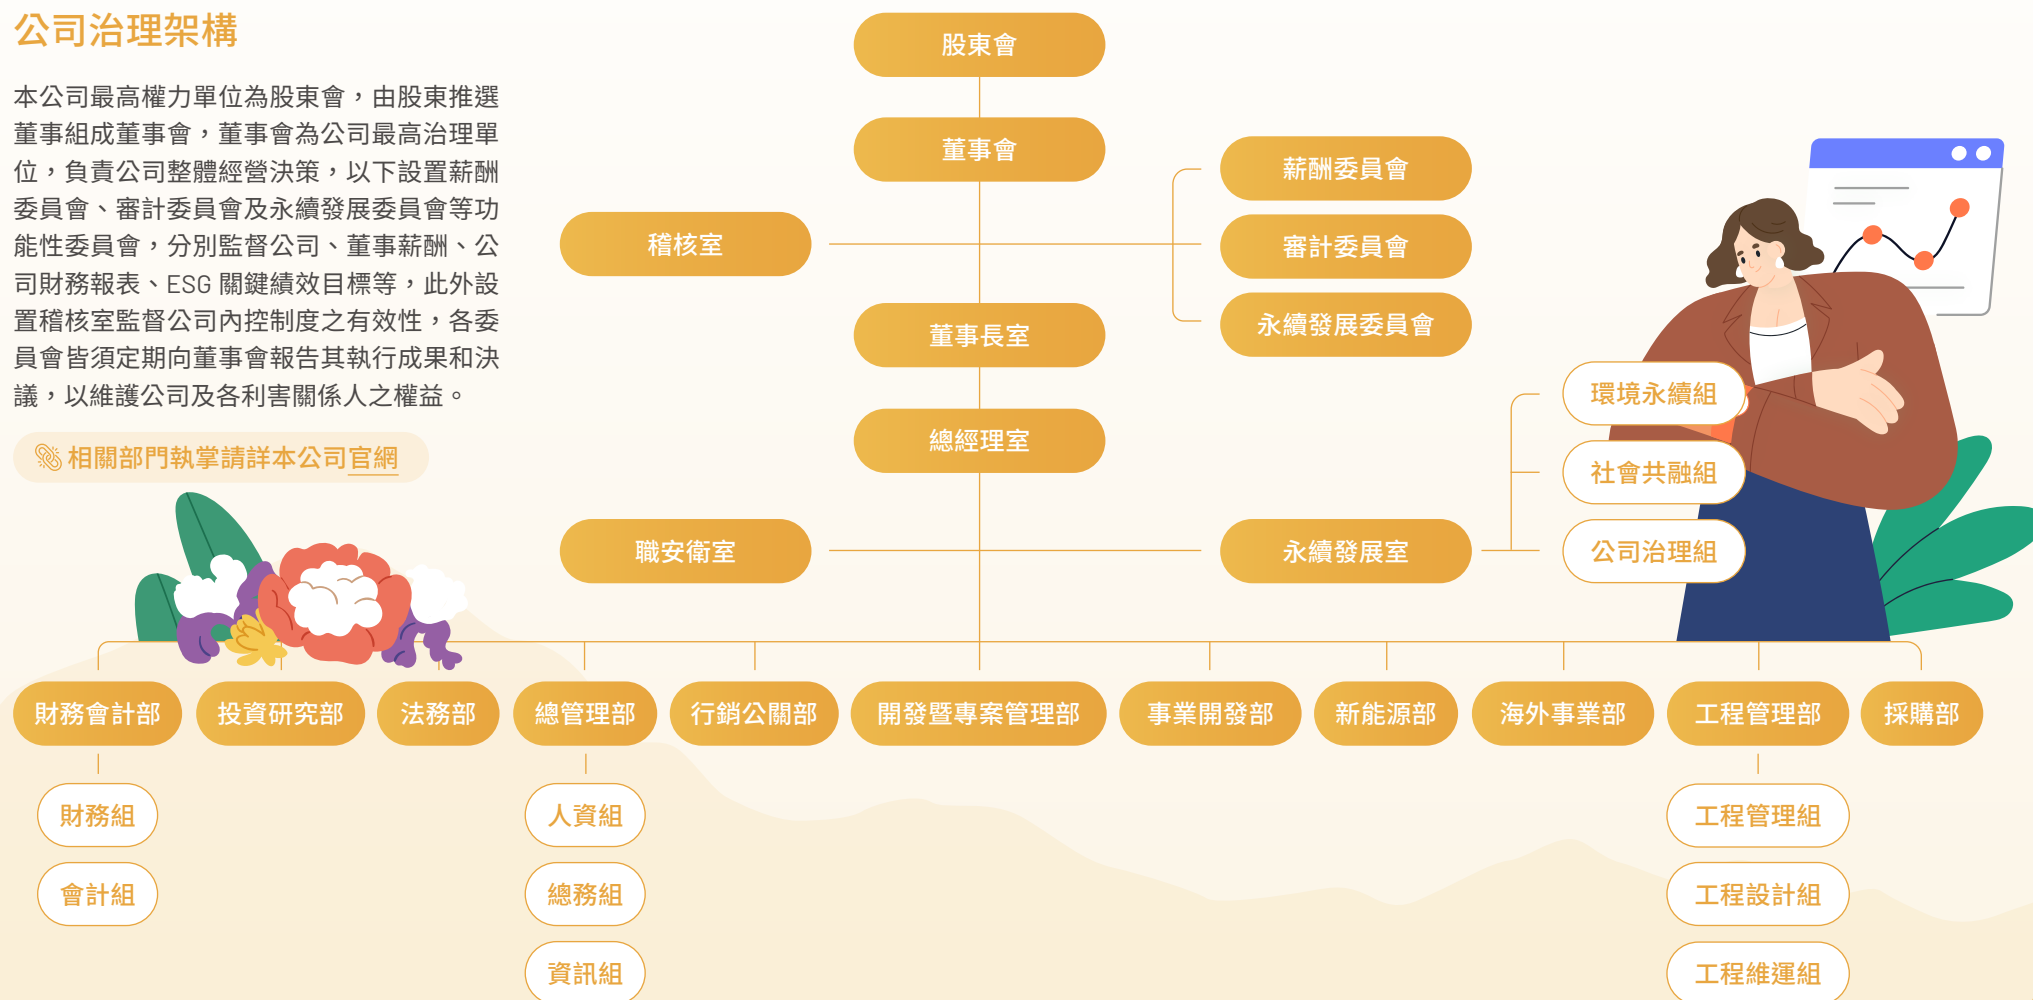 公司治理架構
本公司最高權力單位為股東會，由股東推選
董事組成董事會，董事會為公司最高治理單
位，負責公司整體經營決策，以下設置薪酬
委員會、審計委員會及永續發展委員會等功
能性委員會，分別監督公司、董事薪酬、公
司財務報表、ESG 關鍵績效目標等，此外設
置稽核室監督公司內控制度之有效性，各委
員會皆須定期向董事會報告其執行成果和決
議，以維護公司及各利害關係人之權益。
相關部門執掌請詳本公司官網
股東會
董事會
薪酬委員會
稽核室
審計委員會
永續發展委員會
董事長室
總經理室
環境永續組
社會共融組
職安衛室
永續發展室
公司治理組
財務會計部
投資研究部
法務部
總管理部
行銷公關部
開發暨專案管理部
事業開發部
新能源部
海外事業部
工程管理部
採購部
財務組
人資組
工程管理組
會計組
總務組
工程設計組
資訊組
工程維運組